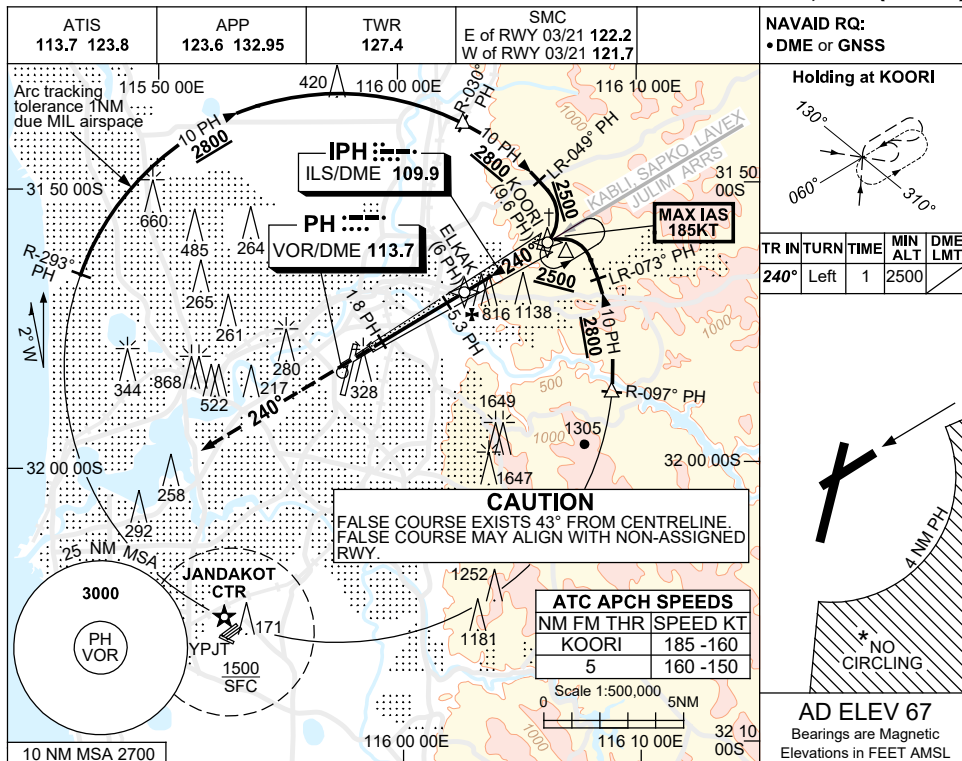 ATIS
113.7 123.8
APP
123.6 132.95
TWR
127.4
SMC
E of RWY 03/21 122.2
W of RWY 03/21 121.7
NAVAID RQ:
• DME or GNSS
Arc tracking
tolerance 1NM
due MIL airspace
115 50 00E
116 00 00E
116 10 00E
420
R-030°
PH
1000
10 PH
2800
10 PH
2800
LR-049° PH
2500
KABLI, SAPKO, LAVEX
JULIM ARRS
IPH
ILS/DME 109.9
PH
VOR/DME 113.7
31 50
00S
31 50 00S
KOORI
(9.6 PH)
MAX IAS
185KT
660
485
264
R-293°
PH
ELKAK
(6 PH)
240°
2500
LR-073° PH
265
261
1.8 PH
5.3 PH
816
1138
10 PH
2800
1000
2° W
344
868
522
217
280
328
500
R-097° PH
240°
1649
1305
1000
1000
1647
32 00 00S
32 00 00S
258
292
CAUTION
FALSE COURSE EXISTS 43° FROM CENTRELINE.
FALSE COURSE MAY ALIGN WITH NON-ASSIGNED
RWY.
25 NM MSA
3000
PH
VOR
10 NM MSA 2700
JANDAKOT
CTR
171
YPJT
1500
SFC
1252
1181
ATC APCH SPEEDS
NM FM THR SPEED KT
KOORI 185 -160
5 160 -150
Scale 1:500,000
0 5NM
116 00 00E
116 10 00E
32 10
00S
Holding at KOORI
130°
060°
310°
TR IN TURN TIME MIN ALT DME LMT
240° Left 1 2500
4 NM PH
* NO
CIRCLING
AD ELEV 67
Bearings are Magnetic
Elevations in FEET AMSL